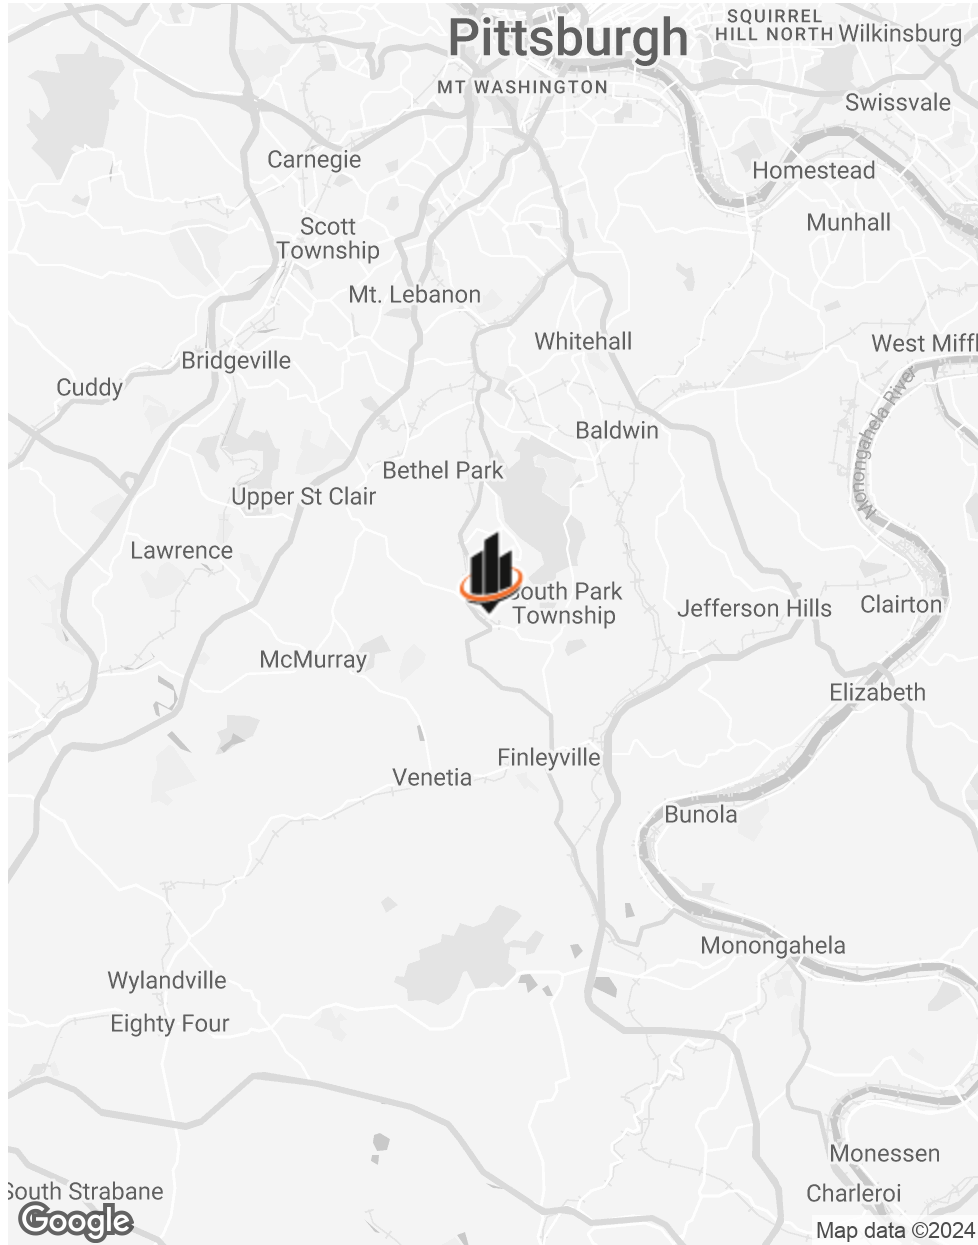 SQUIRREL
HILL NORTH
Pittsburgh
Wilkinsburg
MT WASHINGTON
Swissvale
Carnegie
Homestead
Scott
Township
Munhall
Mt. Lebanon
Whitehall
West Miffl
Bridgeville
Cuddy
Monongahela River
Baldwin
Bethel Park
Upper St Clair
Lawrence
South Park
Township
Jefferson Hills
Clairton
McMurray
Elizabeth
Finleyville
Venetia
Bunola
Monongahela
Wylandville
Eighty Four
Monessen
South Strabane
Charleroi
Google
Map data ©2024